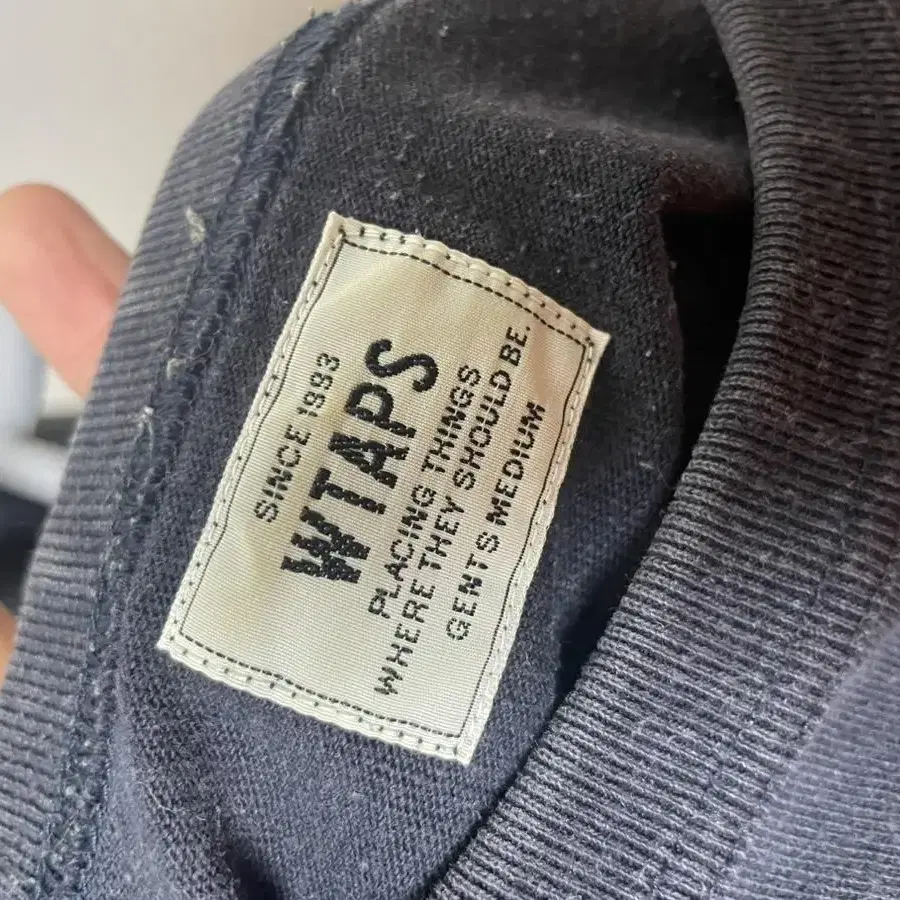 SINCE 1993
WTAPS
PLACING THINGS
WHERE THEY SHOULD BE.
GENTS MEDIUM